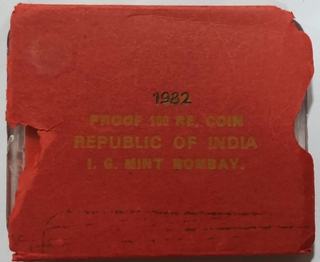 1982
PROOF 100 RE. COIN
REPUBLIC OF INDIA
I. G. MINT BOMBAY.